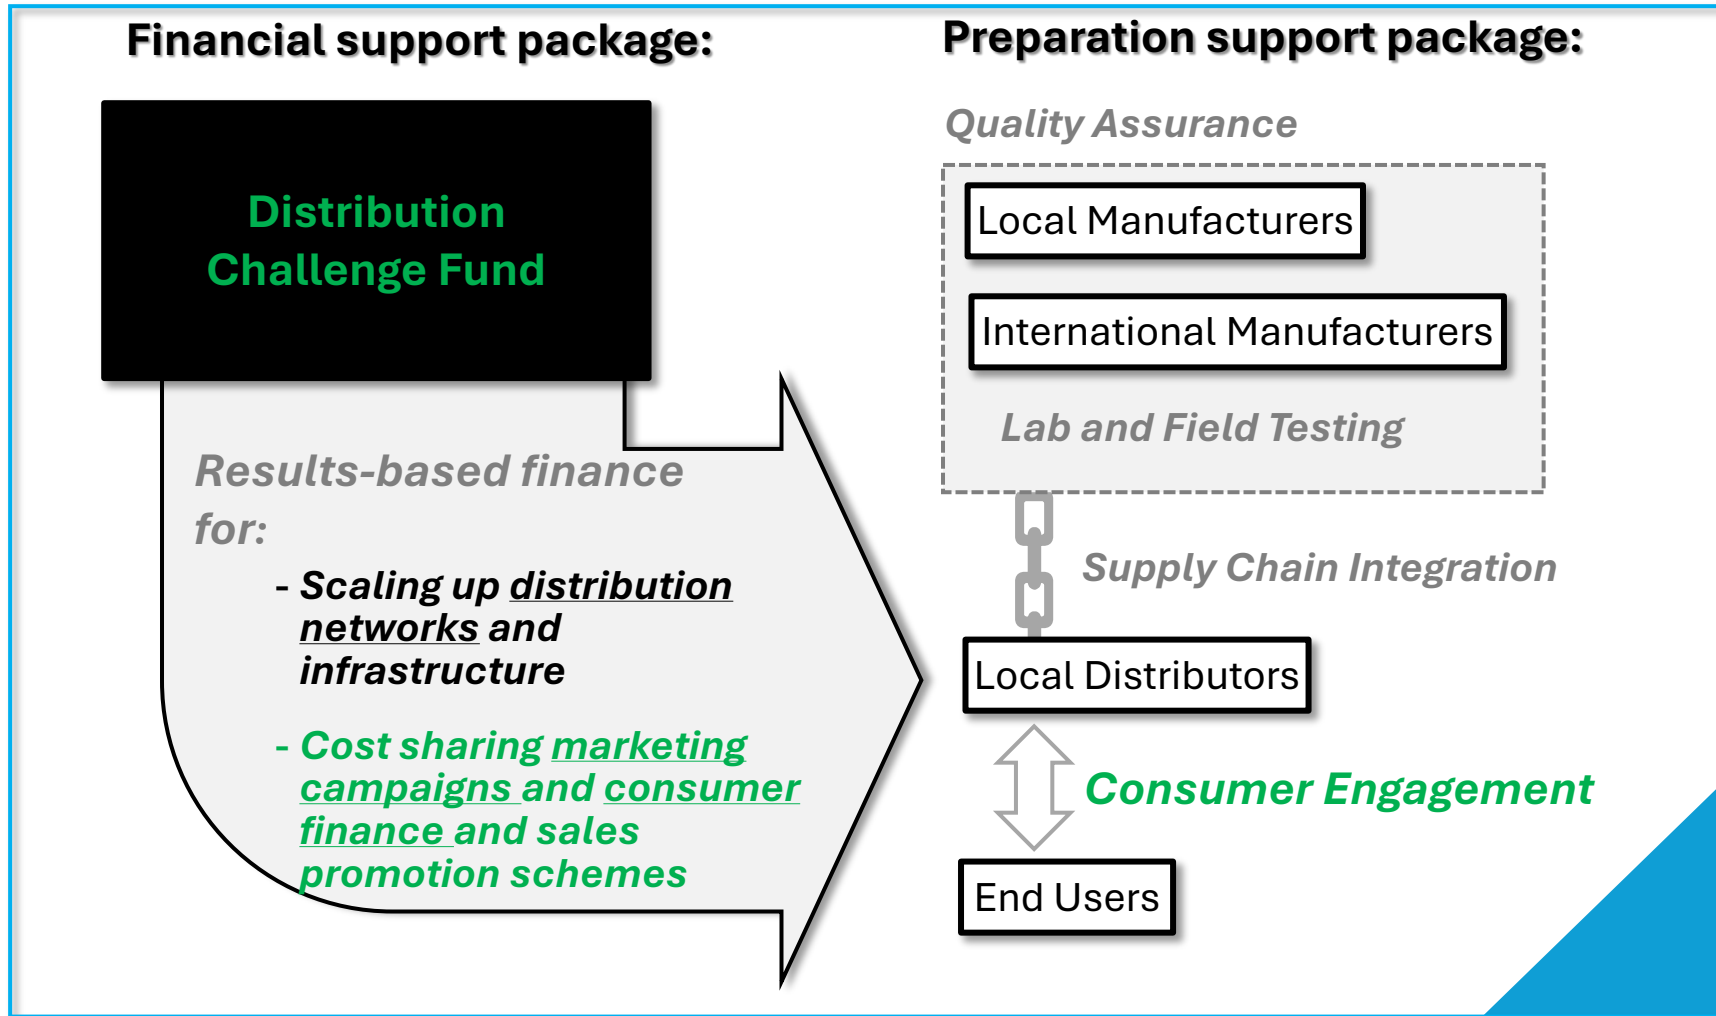 Financial support package:
Distribution
Challenge Fund
Results-based finance
for:
- Scaling up distribution
networks and
infrastructure
- Cost sharing marketing
campaigns and consumer
finance and sales
promotion schemes
Preparation support package:
Quality Assurance
Local Manufacturers
International Manufacturers
Lab and Field Testing
Supply Chain Integration
Local Distributors
Consumer Engagement
End Users